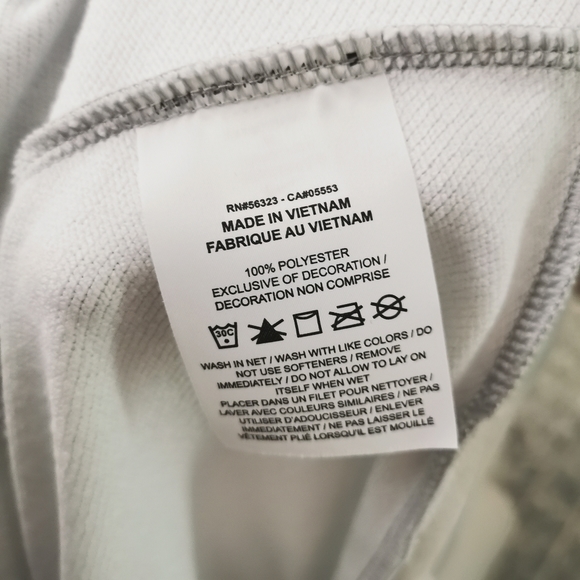 RN#56323 - CA#05553
MADE IN VIETNAM
FABRIQUE AU VIETNAM
100% POLYESTER
EXCLUSIVE OF DECORATION /
DECORATION NON COMPRISE
30C
WASH IN NET / WASH WITH LIKE COLORS / DO
NOT USE SOFTENERS / REMOVE
IMMEDIATELY / DO NOT ALLOW TO LAY ON
ITSELF WHEN WET
PLACER DANS UN FILET POUR NETTOYER /
LAVER AVEC COULEURS SIMILAIRES / NE PAS
UTILISER D'ADOUCISSEUR / ENLEVER
IMMEDIATEMENT / NE PAS LAISSER LE
VÊTEMENT PLIÉ LORSQU'IL EST MOUILLÉ